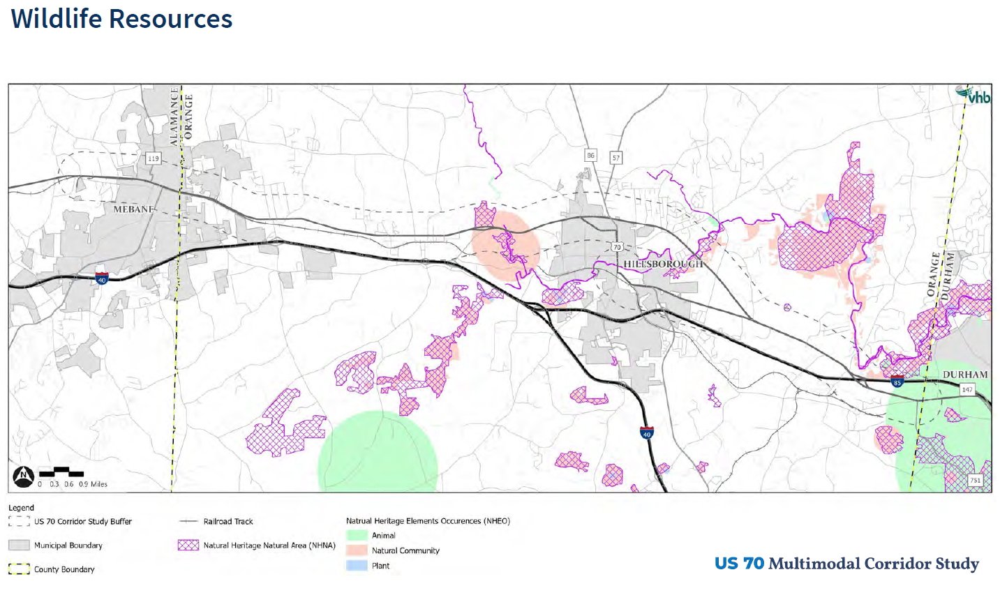 Wildlife Resources
vhb
ALAMANCE
ORANGE
119
86
57
MEBANE
70
HILLSBOROUGH
40
ORANGE
DURHAM
DURHAM
85
147
40
751
N
0 0.3 0.6 0.9 Miles
Legend
US 70 Corridor Study Buffer
Municipal Boundary
County Boundary
Railroad Track
Natural Heritage Natural Area (NHNA)
Natrual Heritage Elements Occurences (NHEO)
Animal
Natural Community
Plant
US 70 Multimodal Corridor Study